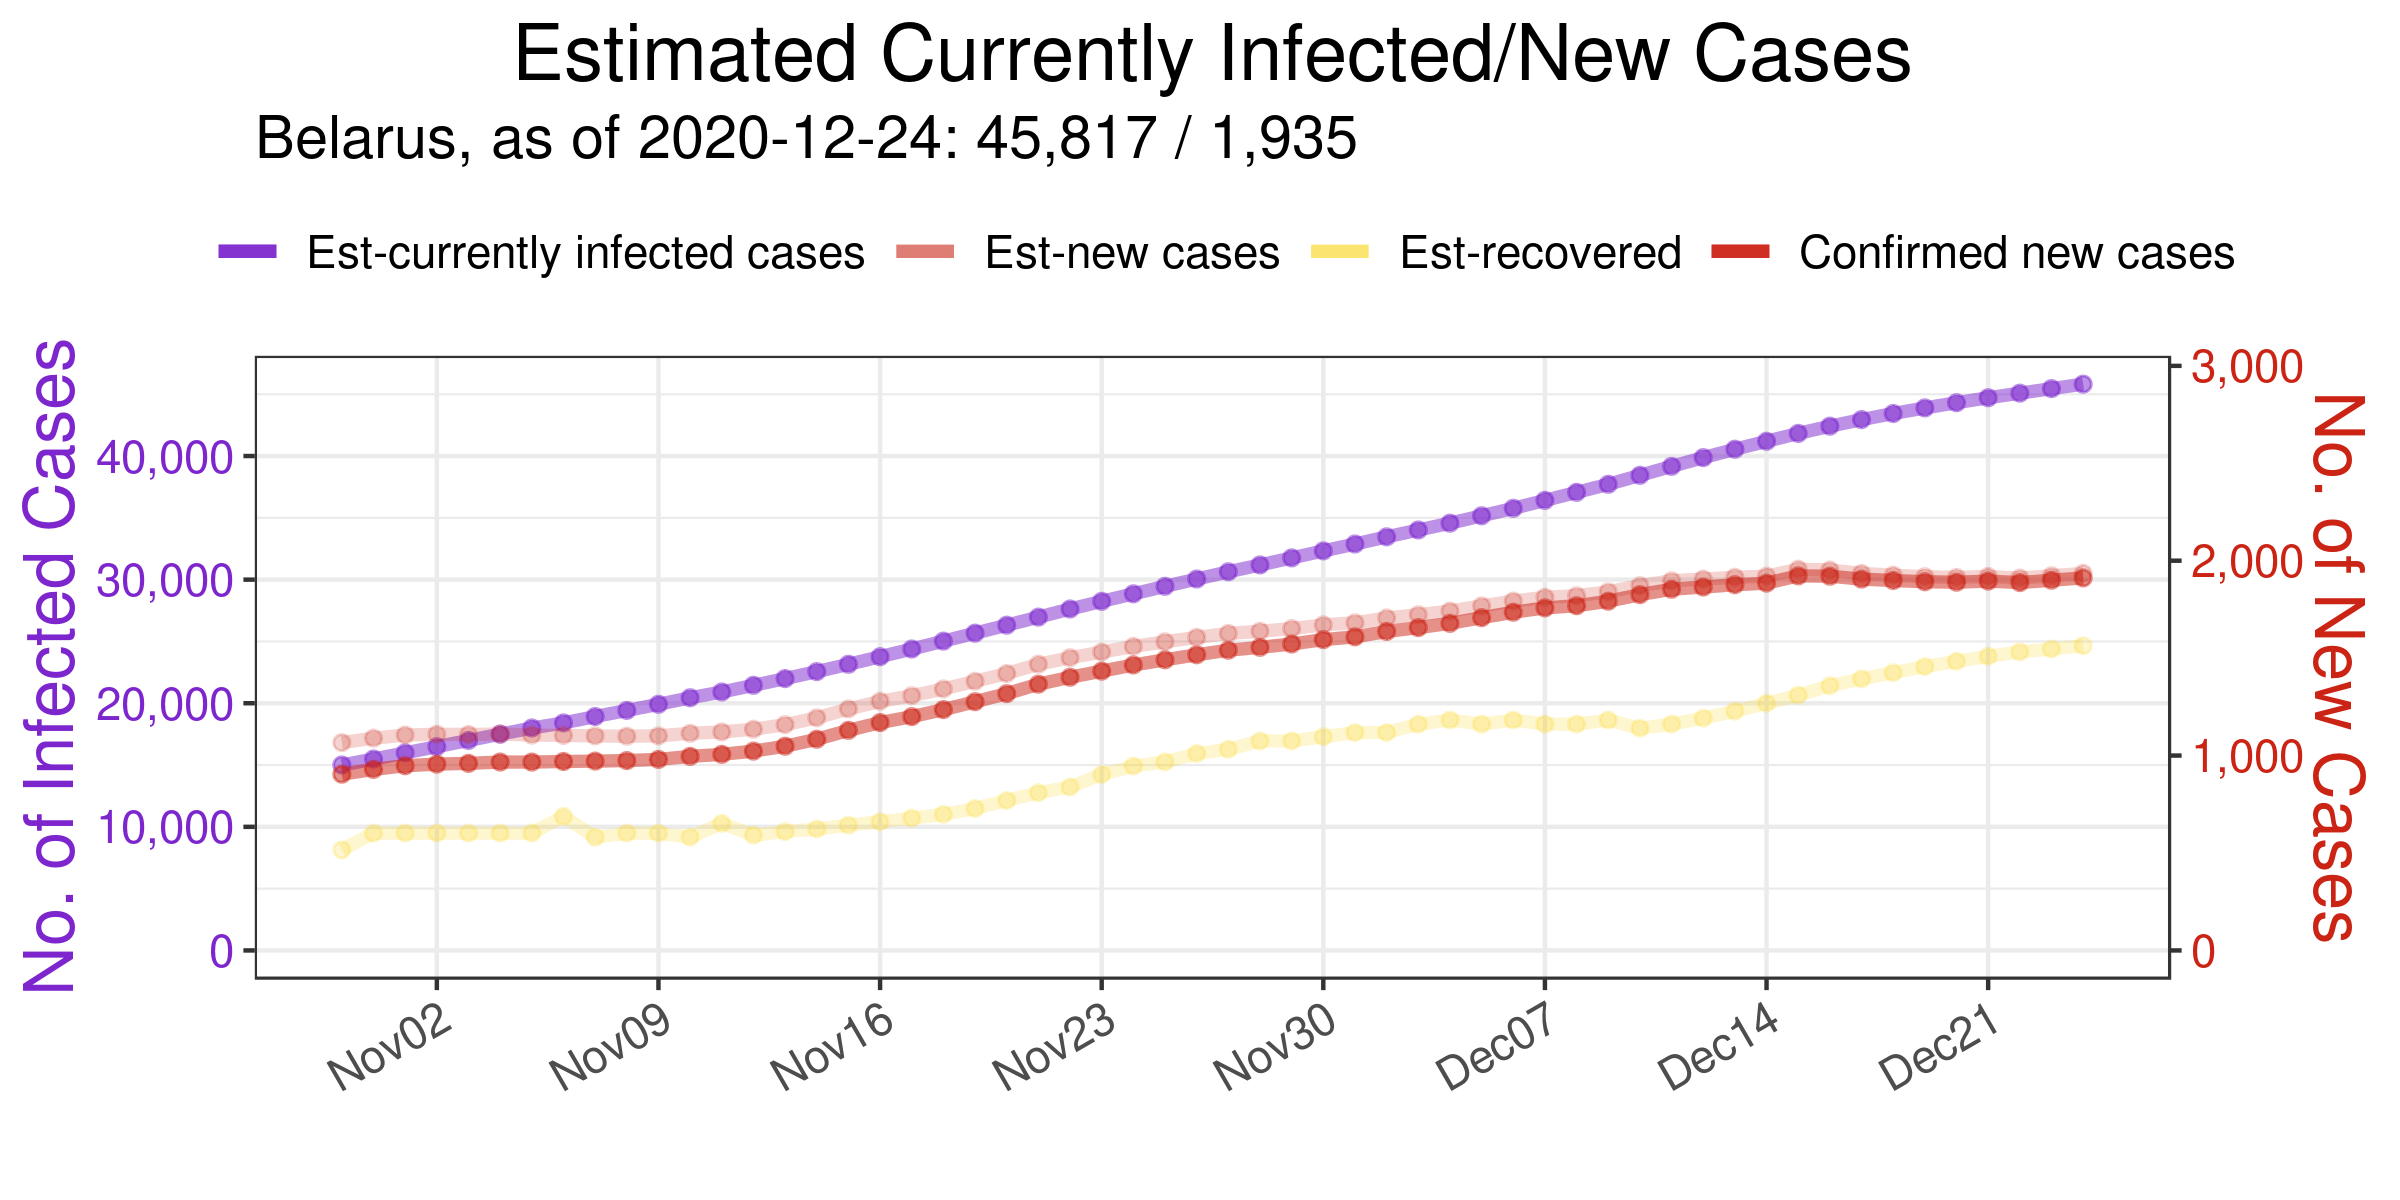 Estimated Currently Infected/New Cases
Belarus, as of 2020-12-24: 45,817 / 1,935
Est-currently infected cases Est-new cases Est-recovered Confirmed new cases
No. of Infected Cases
40,000
30,000
20,000
10,000
0
3,000
2,000
1,000
0
No. of New Cases
Nov02 Nov09 Nov16 Nov23 Nov30 Dec07 Dec14 Dec21